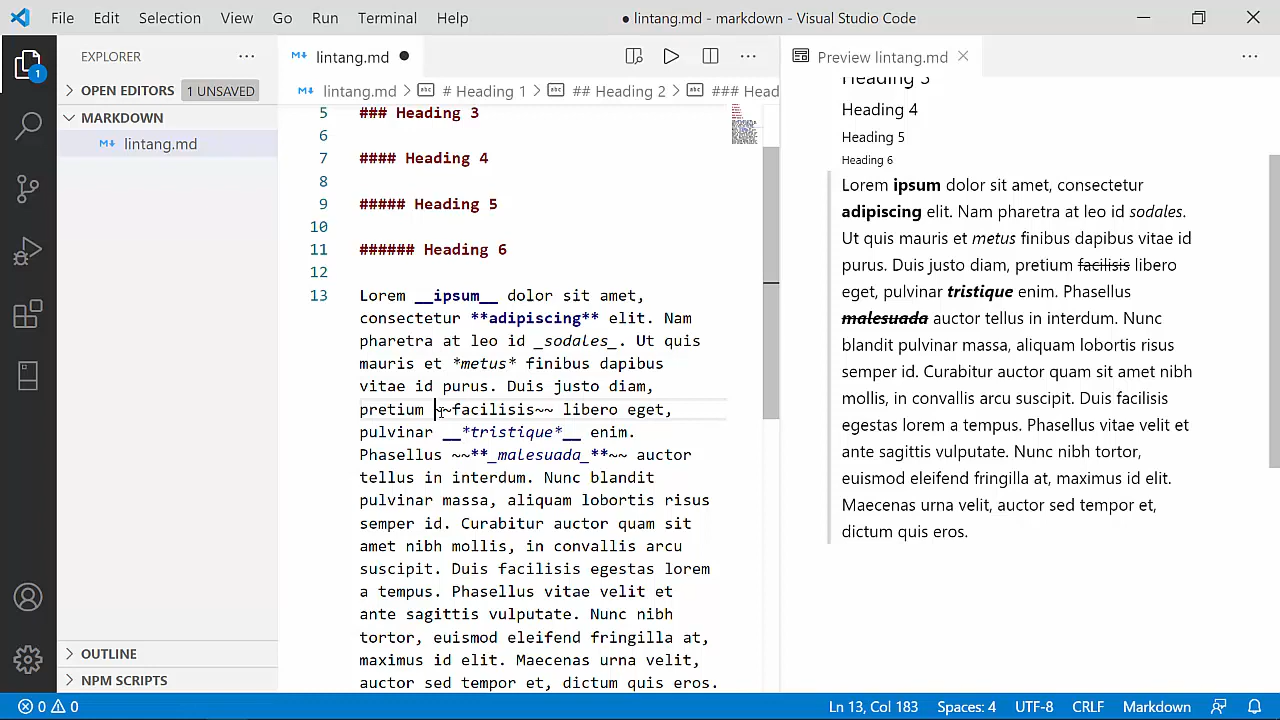 File Edit Selection View Go Run Terminal Help
● lintang.md - markdown - Visual Studio Code
EXPLORER
OPEN EDITORS 1 UNSAVED
MARKDOWN
lintang.md
OUTLINE
NPM SCRIPTS
1
lintang.md
lintang.md > # Heading 1 > ## Heading 2 > ### Head
5 ### Heading 3
6
7 #### Heading 4
8
9 ##### Heading 5
10
11 ###### Heading 6
12
13 Lorem __ipsum__ dolor sit amet,
consectetur **adipiscing** elit. Nam
pharetra at leo id _sodales_. Ut quis
mauris et *metus* finibus dapibus
vitae id purus. Duis justo diam,
pretium ~~facilisis~~ libero eget,
pulvinar __*tristique*__ enim.
Phasellus ~~**_malesuada_**~~ auctor
tellus in interdum. Nunc blandit
pulvinar massa, aliquam lobortis risus
semper id. Curabitur auctor quam sit
amet nibh mollis, in convallis arcu
suscipit. Duis facilisis egestas lorem
a tempus. Phasellus vitae velit et
ante sagittis vulputate. Nunc nibh
tortor, euismod eleifend fringilla at,
maximus id elit. Maecenas urna velit,
auctor sed tempor et, dictum quis eros.
Preview lintang.md
Heading 3
Heading 4
Heading 5
Heading 6
Lorem ipsum dolor sit amet, consectetur
adipiscing elit. Nam pharetra at leo id sodales.
Ut quis mauris et metus finibus dapibus vitae id
purus. Duis justo diam, pretium facilisis libero
eget, pulvinar tristique enim. Phasellus
malesuada auctor tellus in interdum. Nunc
blandit pulvinar massa, aliquam lobortis risus
semper id. Curabitur auctor quam sit amet nibh
mollis, in convallis arcu suscipit. Duis facilisis
egestas lorem a tempus. Phasellus vitae velit et
ante sagittis vulputate. Nunc nibh tortor,
euismod eleifend fringilla at, maximus id elit.
Maecenas urna velit, auctor sed tempor et,
dictum quis eros.
0 0
Ln 13, Col 183 Spaces: 4 UTF-8 CRLF Markdown